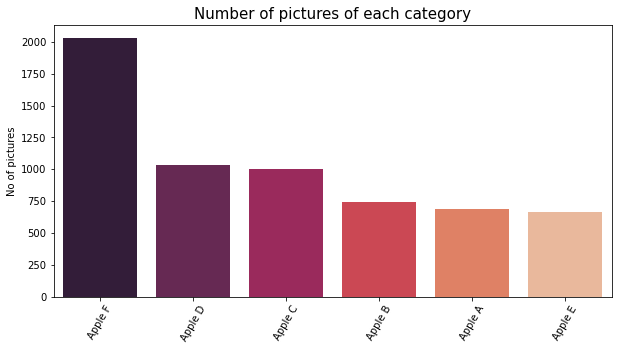 Number of pictures of each category
No of pictures
2000
1750
1500
1250
1000
750
500
250
0
Apple F
Apple D
Apple C
Apple B
Apple A
Apple E